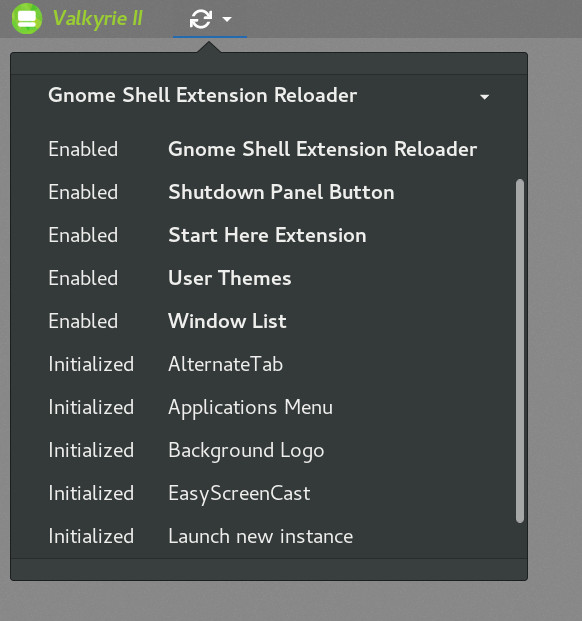 Valkyrie II
Gnome Shell Extension Reloader
Enabled Gnome Shell Extension Reloader
Enabled Shutdown Panel Button
Enabled Start Here Extension
Enabled User Themes
Enabled Window List
Initialized AlternateTab
Initialized Applications Menu
Initialized Background Logo
Initialized EasyScreenCast
Initialized Launch new instance